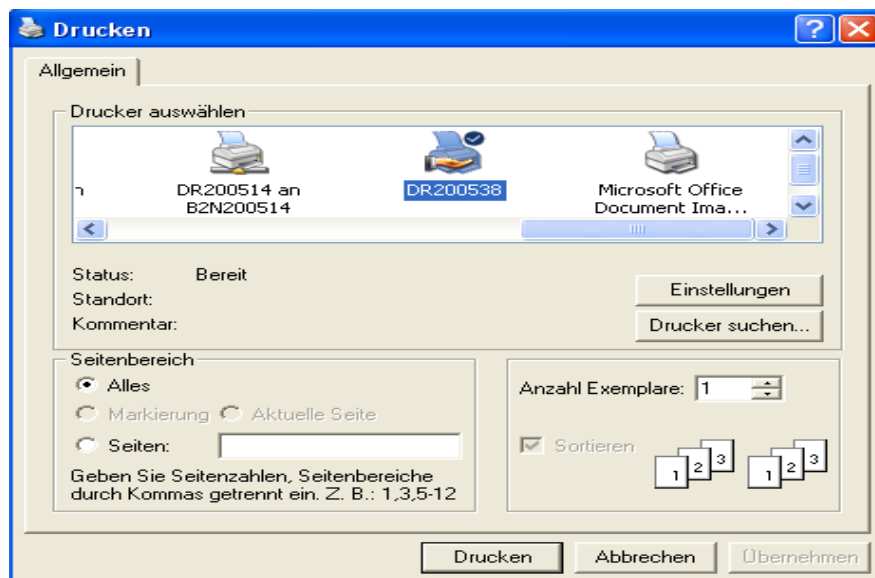 Drucken
Allgemein
Drucker auswählen
n
DR200514 an
B2N200514
DR200538
Microsoft Office
Document Ima...
Status: Bereit
Standort:
Kommentar:
Einstellungen
Drucker suchen...
Seitenbereich
Alles
Markierung Aktuelle Seite
Seiten:
Geben Sie Seitenzahlen, Seitenbereiche
durch Kommas getrennt ein. Z. B.: 1,3,5-12
Anzahl Exemplare: 1
Sortieren
1 2 3 1 2 3
Drucken Abbrechen Übernehmen